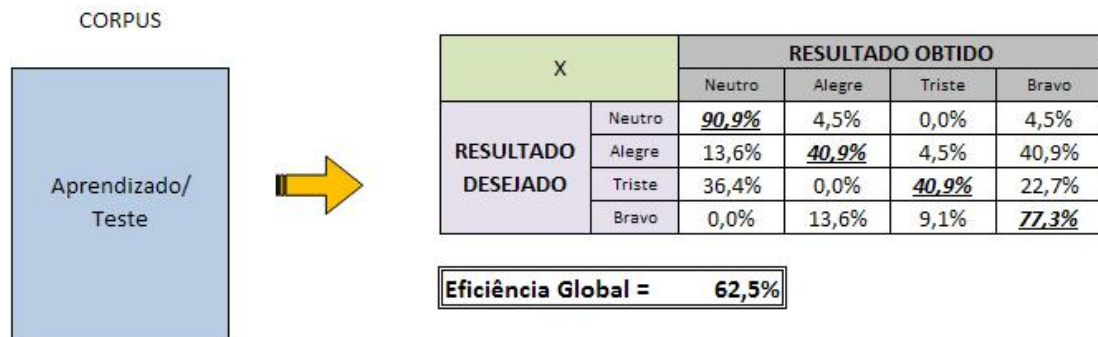 CORPUS
Aprendizado/
Teste
X
RESULTADO OBTIDO
Neutro Alegre Triste Bravo
RESULTADO DESEJADO
Neutro 90,9% 4,5% 0,0% 4,5%
Alegre 13,6% 40,9% 4,5% 40,9%
Triste 36,4% 0,0% 40,9% 22,7%
Bravo 0,0% 13,6% 9,1% 77,3%
Eficiência Global = 62,5%